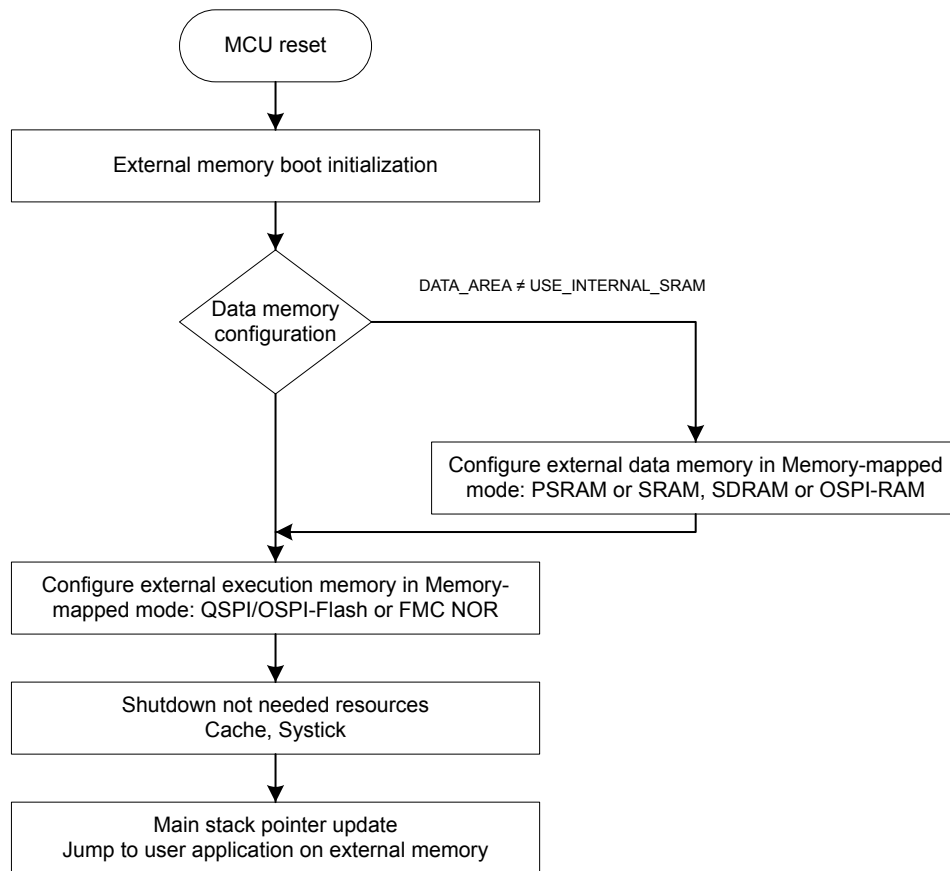 MCU reset
External memory boot initialization
Data memory
configuration
DATA_AREA ≠ USE_INTERNAL_SRAM
Configure external data memory in Memory-mapped
mode: PSRAM or SRAM, SDRAM or OSPI-RAM
Configure external execution memory in Memory-
mapped mode: QSPI/OSPI-Flash or FMC NOR
Shutdown not needed resources
Cache, Systick
Main stack pointer update
Jump to user application on external memory